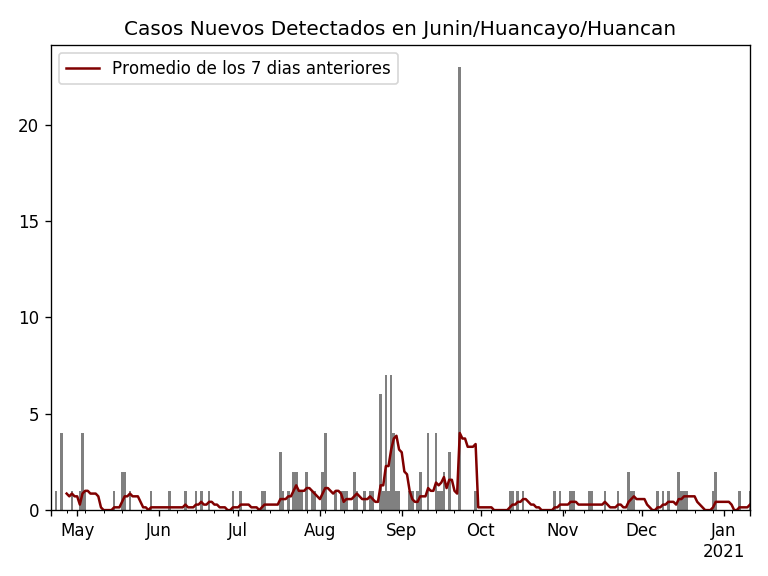 Casos Nuevos Detectados en Junin/Huancayo/Huancan
Promedio de los 7 dias anteriores
20
15
10
5
0
May Jun Jul Aug Sep Oct Nov Dec Jan
2021